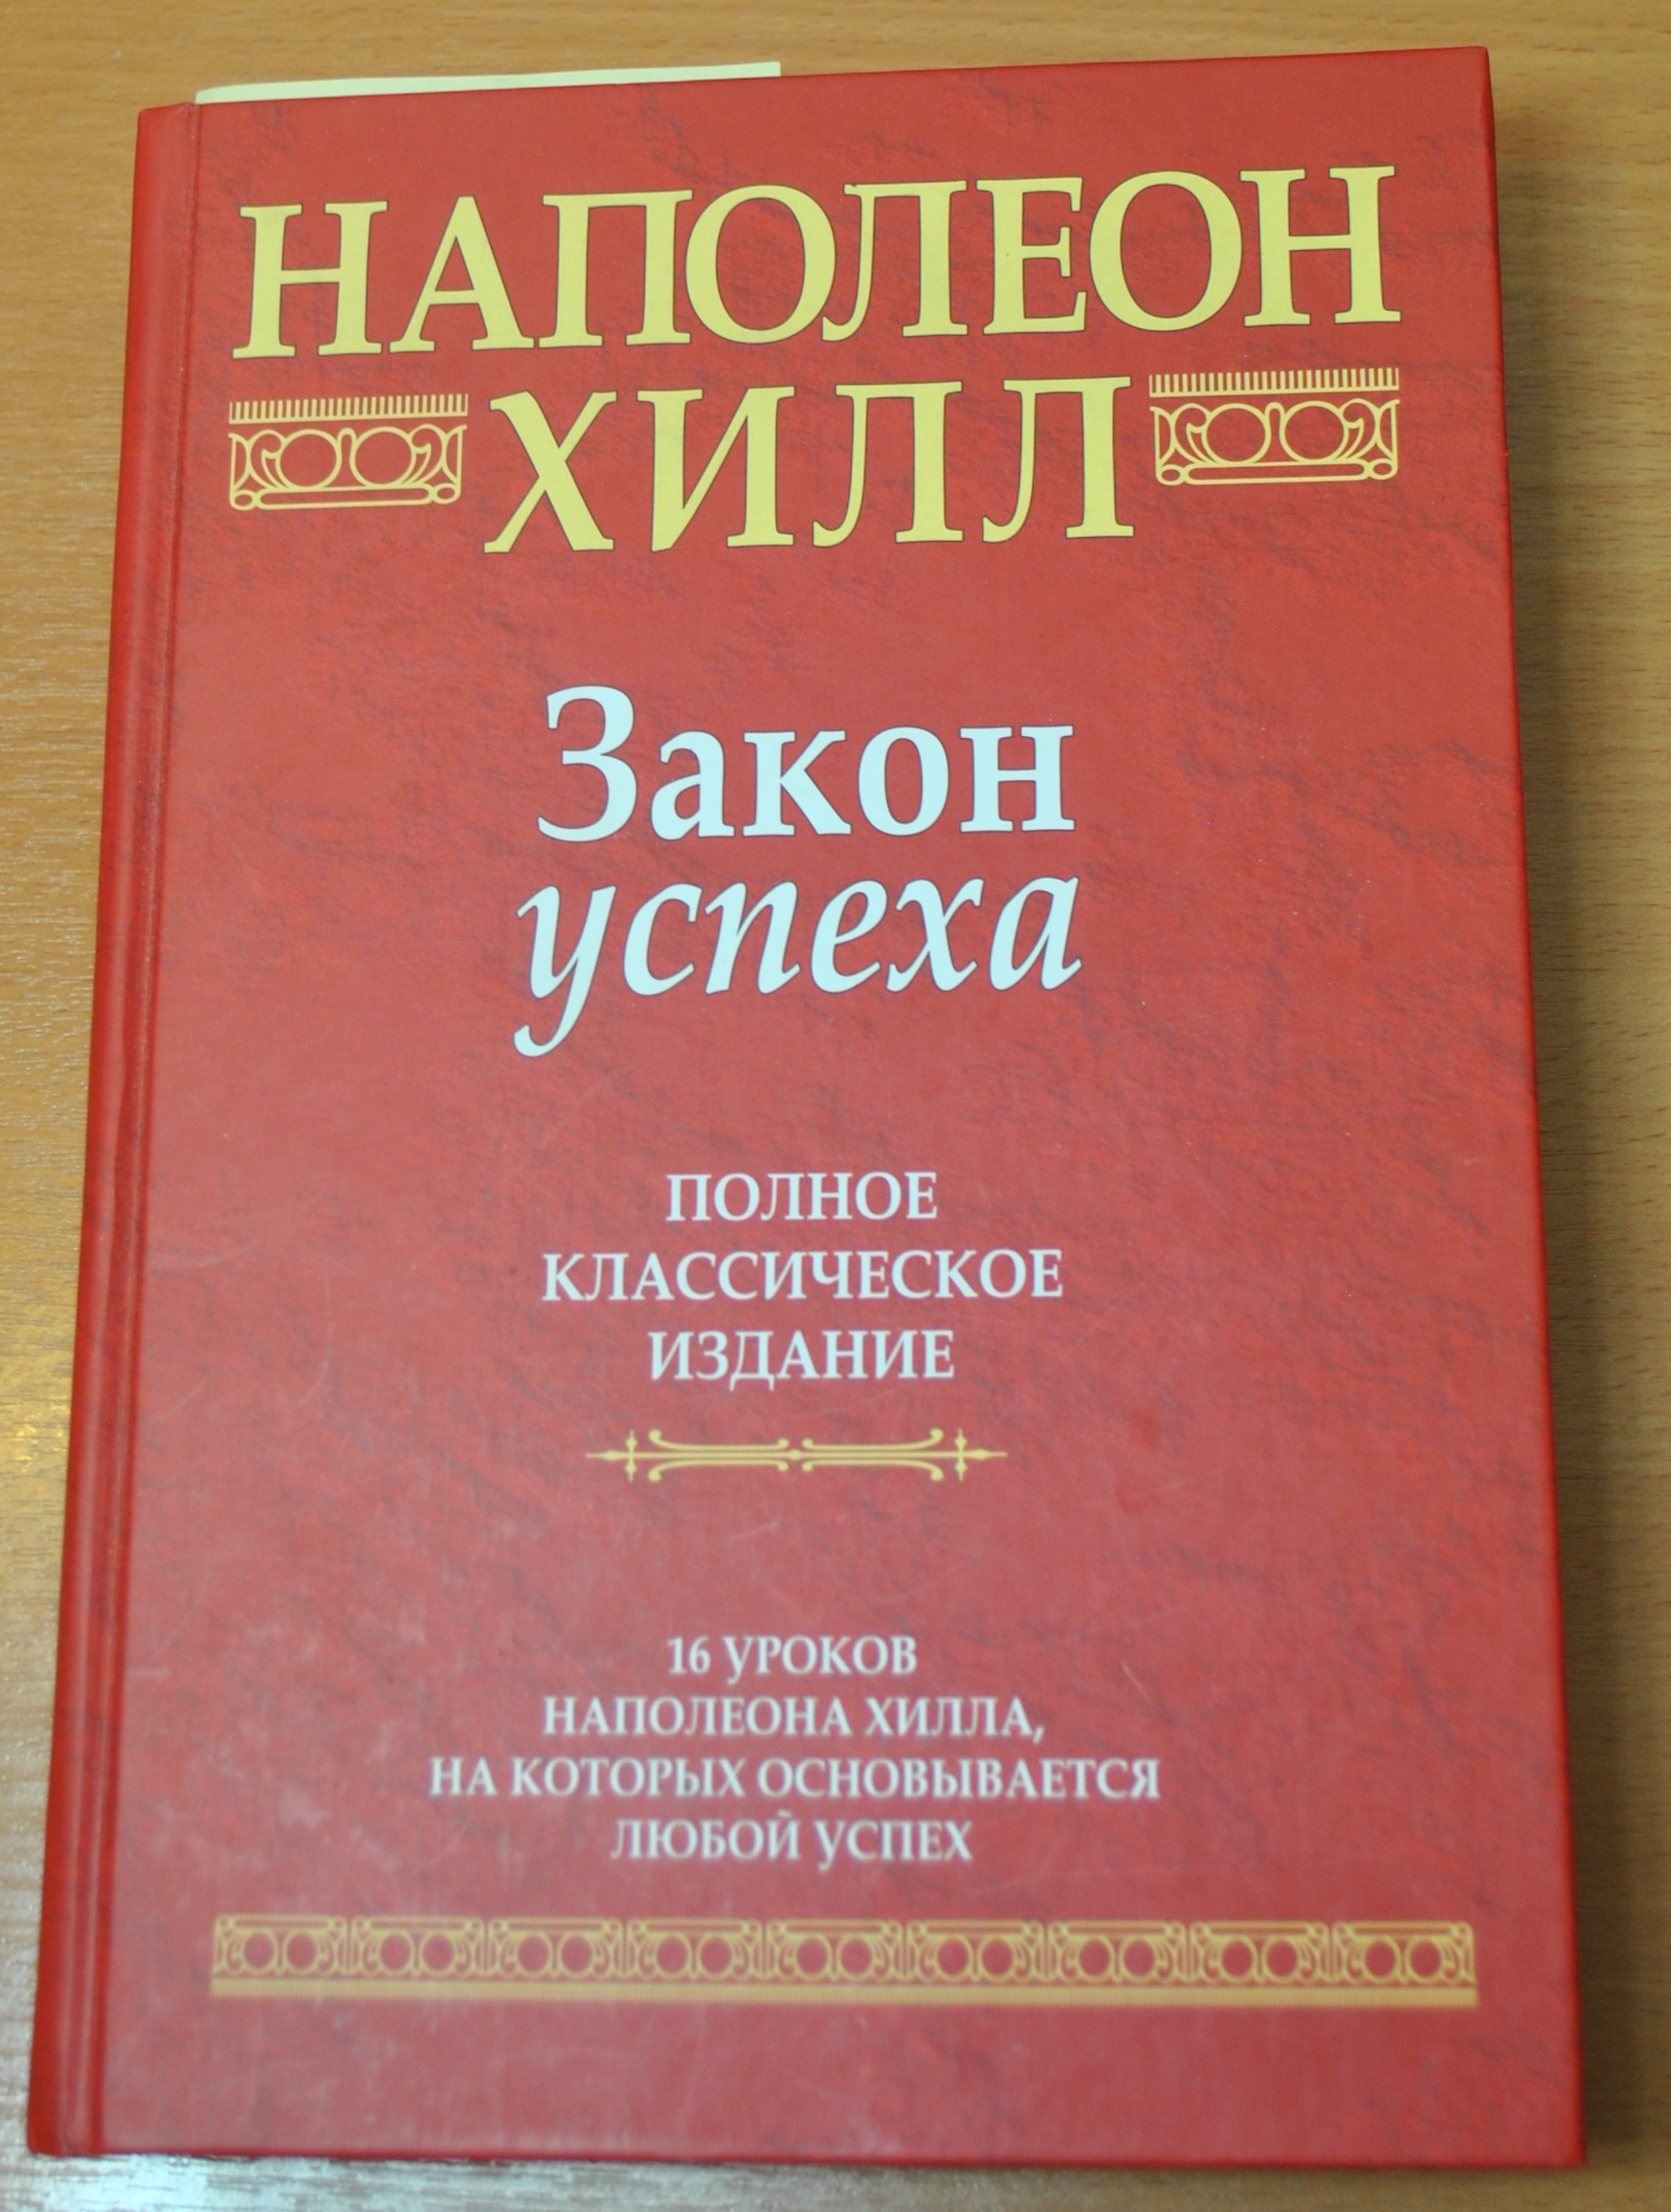 НАПОЛЕОН
ХИЛЛ
Закон
успеха
ПОЛНОЕ
КЛАССИЧЕСКОЕ
ИЗДАНИЕ
16 УРОКОВ
НАПОЛЕОНА ХИЛЛА,
НА КОТОРЫХ ОСНОВЫВАЕТСЯ
ЛЮБОЙ УСПЕХ